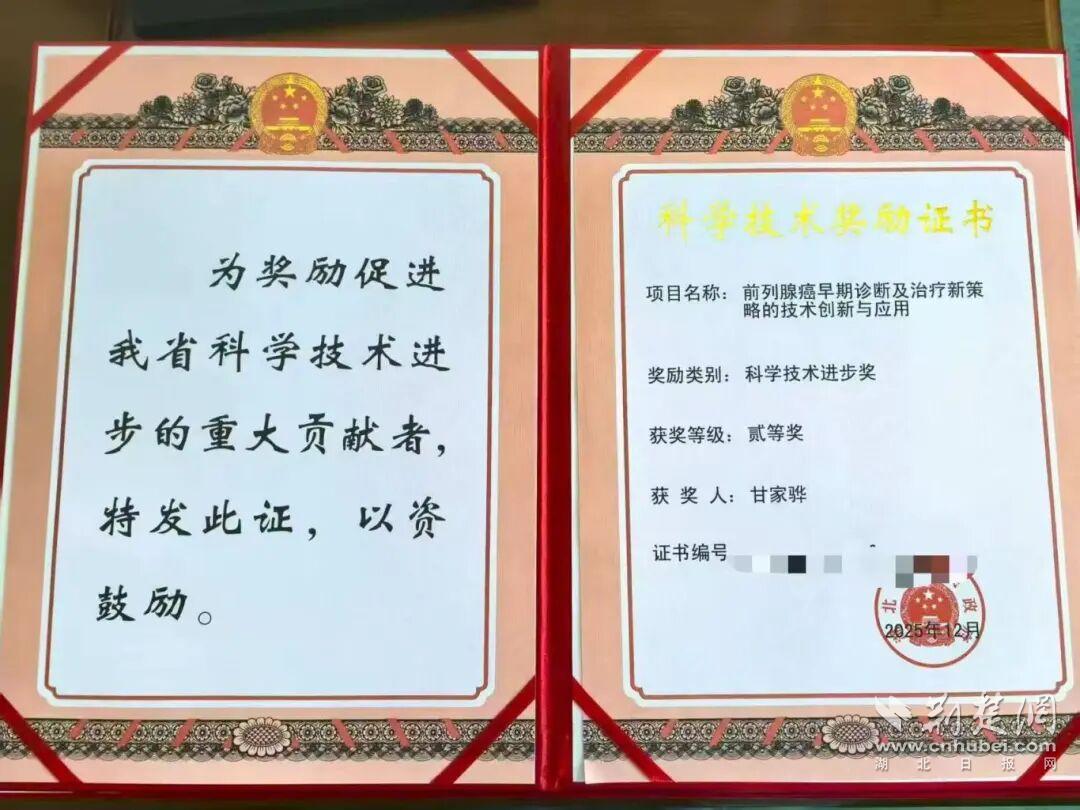 为奖励促进
我省科学技术进
步的重大贡献者，
特发此证，以资
鼓励。
科学技术奖励证书
项目名称：前列腺癌早期诊断及治疗新策
略的技术创新与应用
奖励类别：科学技术进步奖
获奖等级：贰等奖
获 奖 人：甘家骅
证书编号
北 政
2025年12月
荆楚网
www.cnhubei.com
湖北日报网